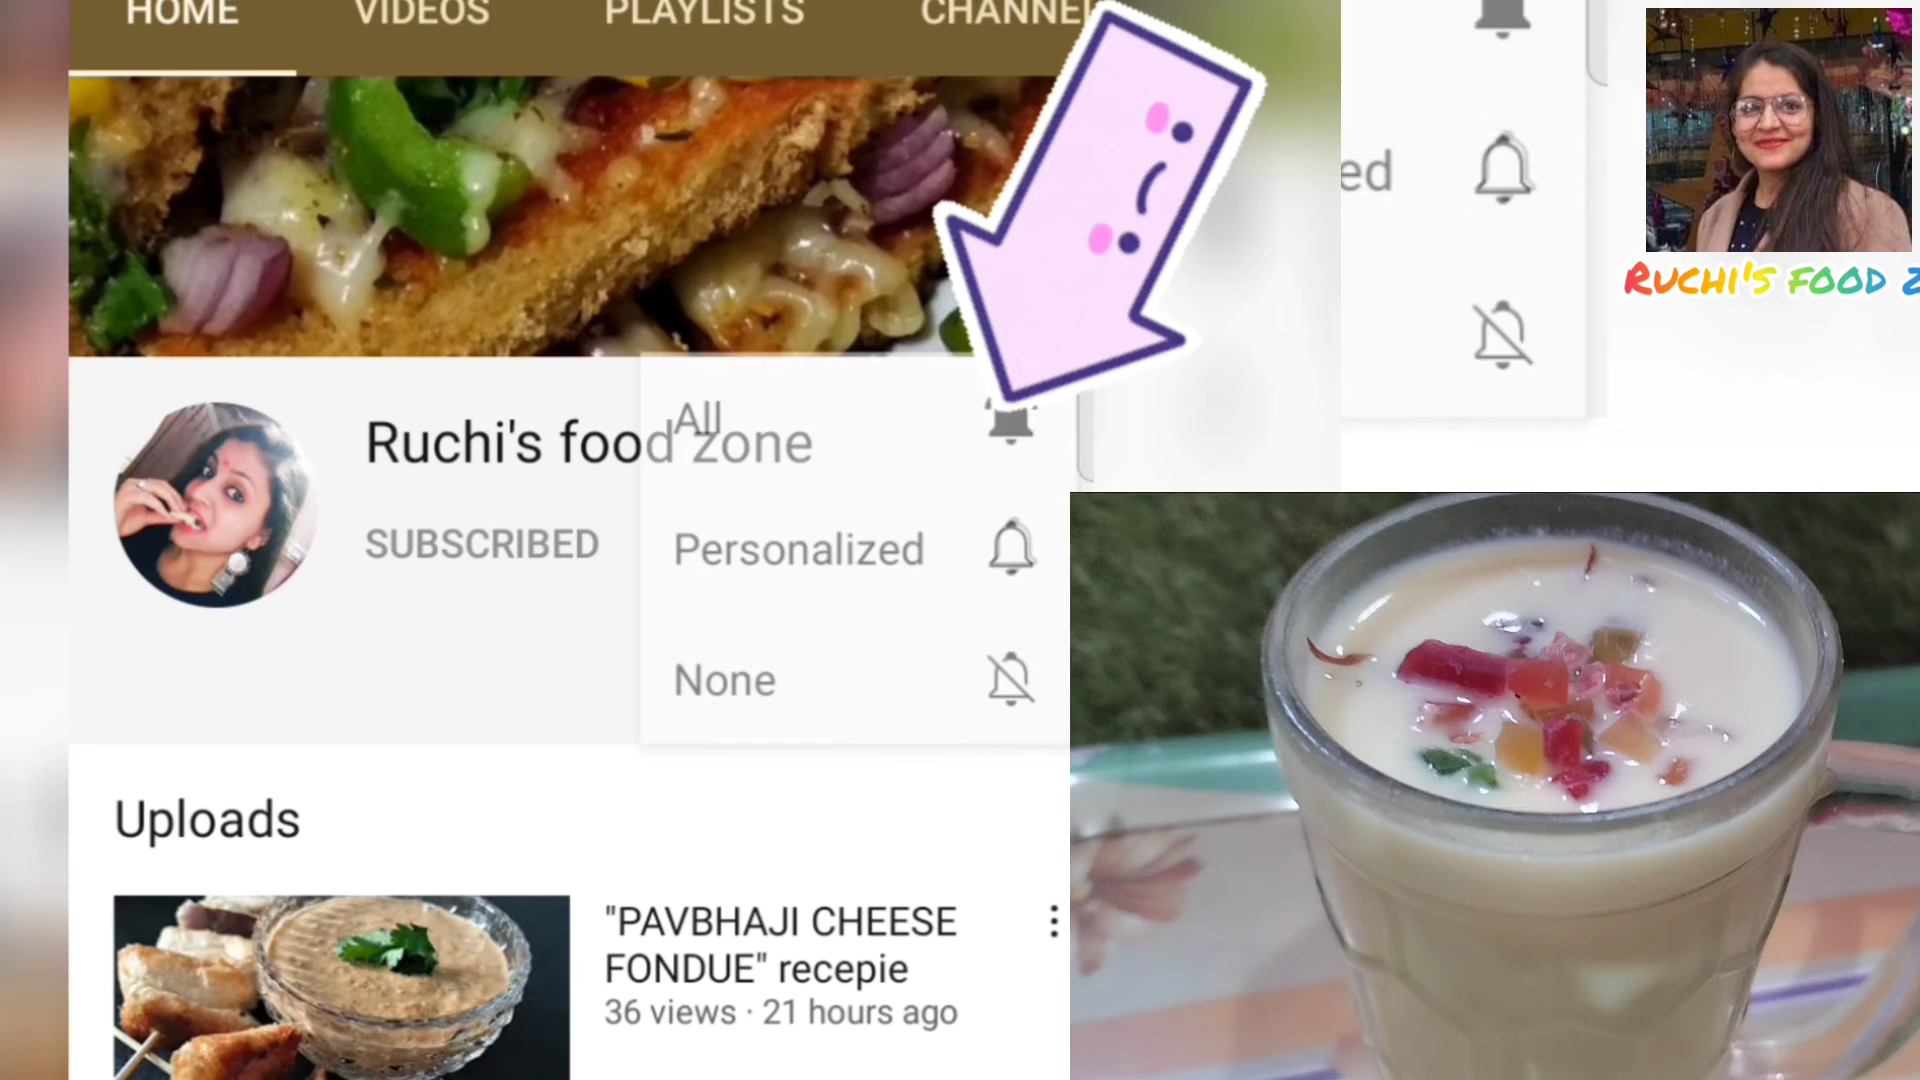 HOME VIDEOS PLAYLISTS CHANNEL
Ruchi's food zone
SUBSCRIBED
All
Personalized
None
Uploads
"PAVBHAJI CHEESE
FONDUE" recepie
36 views · 21 hours ago
ed
RUCHI'S FOOD Z